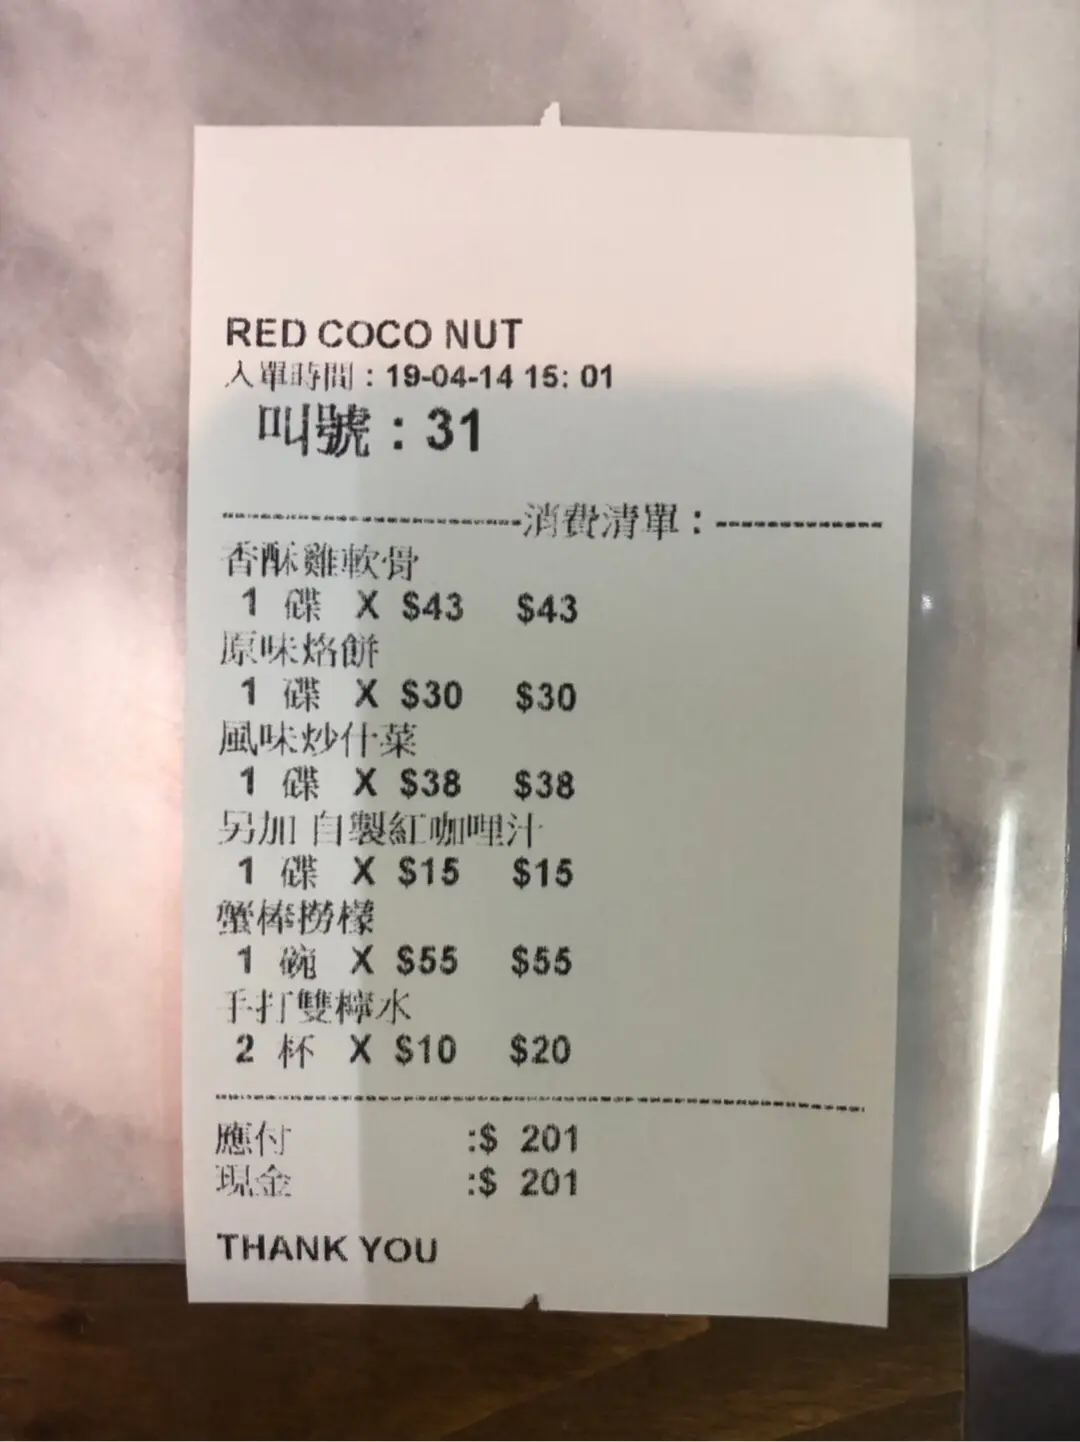 RED COCO NUT
入單時間 : 19-04-14 15: 01
叫號 : 31
消費清單 :
香酥雞軟骨
1 碟 X $43 $43
原味烙餅
1 碟 X $30 $30
風味炒什菜
1 碟 X $38 $38
另加 自製紅咖哩汁
1 碟 X $15 $15
蟹棒撈檬
1 碗 X $55 $55
手打雙檸水
2 杯 X $10 $20
應付 :$ 201
現金 :$ 201
THANK YOU